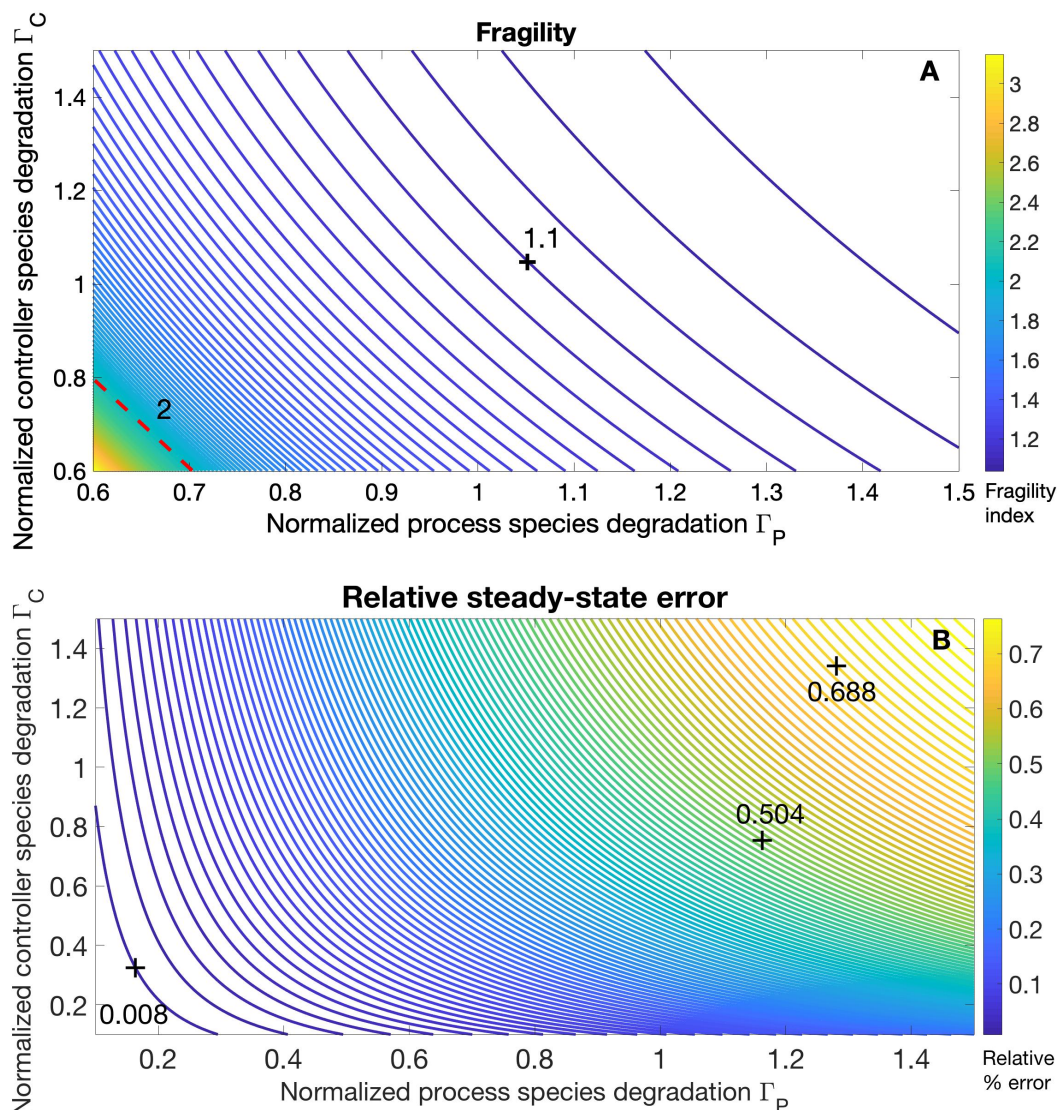 Fragility
A
Normalized controller species degradation Γ_C
1.4
1.2
1
0.8
0.6
1.1
2
0.6 0.7 0.8 0.9 1 1.1 1.2 1.3 1.4 1.5
Normalized process species degradation Γ_P
3
2.8
2.6
2.4
2.2
2
1.8
1.6
1.4
1.2
Fragility
index
Relative steady-state error
B
Normalized controller species degradation Γ_C
1.4
1.2
1
0.8
0.6
0.4
0.2
0.688
0.504
0.008
0.2 0.4 0.6 0.8 1 1.2 1.4
Normalized process species degradation Γ_P
0.7
0.6
0.5
0.4
0.3
0.2
0.1
Relative
% error